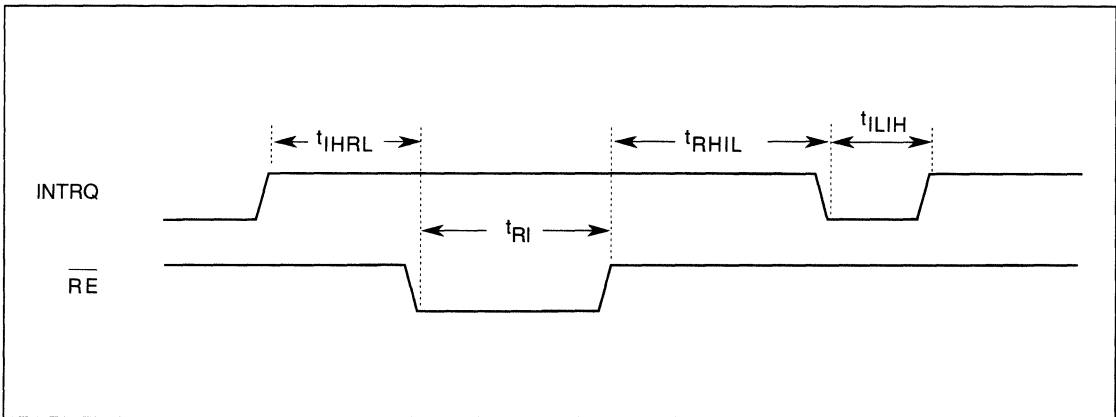 tIHRL
tRHIL
tILIH
INTRQ
tRI
RE